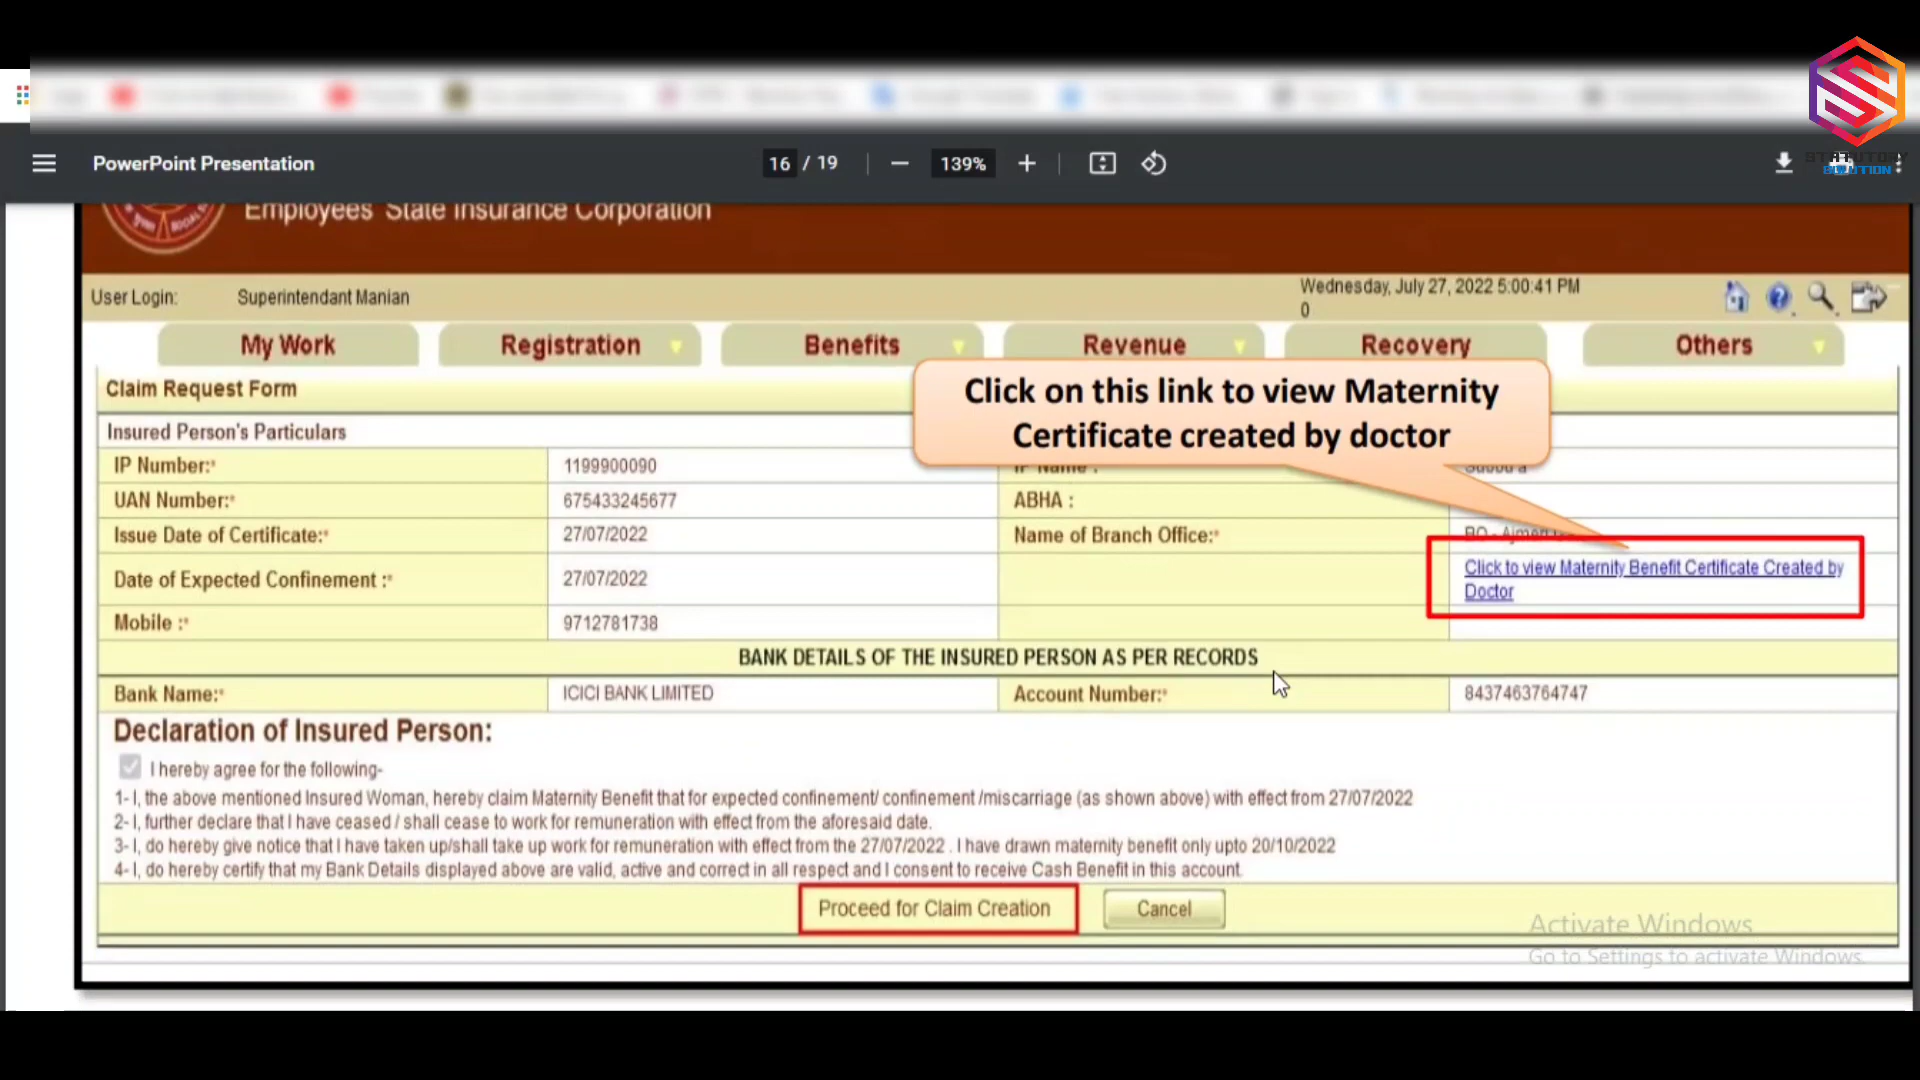 STATUTORY
SOLUTION
PowerPoint Presentation
16 / 19
139%
Employees' State Insurance Corporation
User Login: Superintendant Manian
Wednesday, July 27, 2022 5:00:41 PM
0
My Work Registration Benefits Revenue Recovery Others
Claim Request Form
Click on this link to view Maternity
Certificate created by doctor
Insured Person's Particulars
IP Number:* 1199900090 IP Name :
UAN Number:* 675433245677 ABHA :
Issue Date of Certificate:* 27/07/2022 Name of Branch Office:* BO - Ajmeri
Date of Expected Confinement :* 27/07/2022
Click to view Maternity Benefit Certificate Created by
Doctor
Mobile :* 9712781738
BANK DETAILS OF THE INSURED PERSON AS PER RECORDS
Bank Name:* ICICI BANK LIMITED Account Number:* 8437463764747
Declaration of Insured Person:
I hereby agree for the following-
1- I, the above mentioned Insured Woman, hereby claim Maternity Benefit that for expected confinement/ confinement /miscarriage (as shown above) with effect from 27/07/2022
2- I, further declare that I have ceased / shall cease to work for remuneration with effect from the aforesaid date.
3- I, do hereby give notice that I have taken up/shall take up work for remuneration with effect from the 27/07/2022 . I have drawn maternity benefit only upto 20/10/2022
4- I, do hereby certify that my Bank Details displayed above are valid, active and correct in all respect and I consent to receive Cash Benefit in this account.
Proceed for Claim Creation Cancel
Activate Windows
Go to Settings to activate Windows.